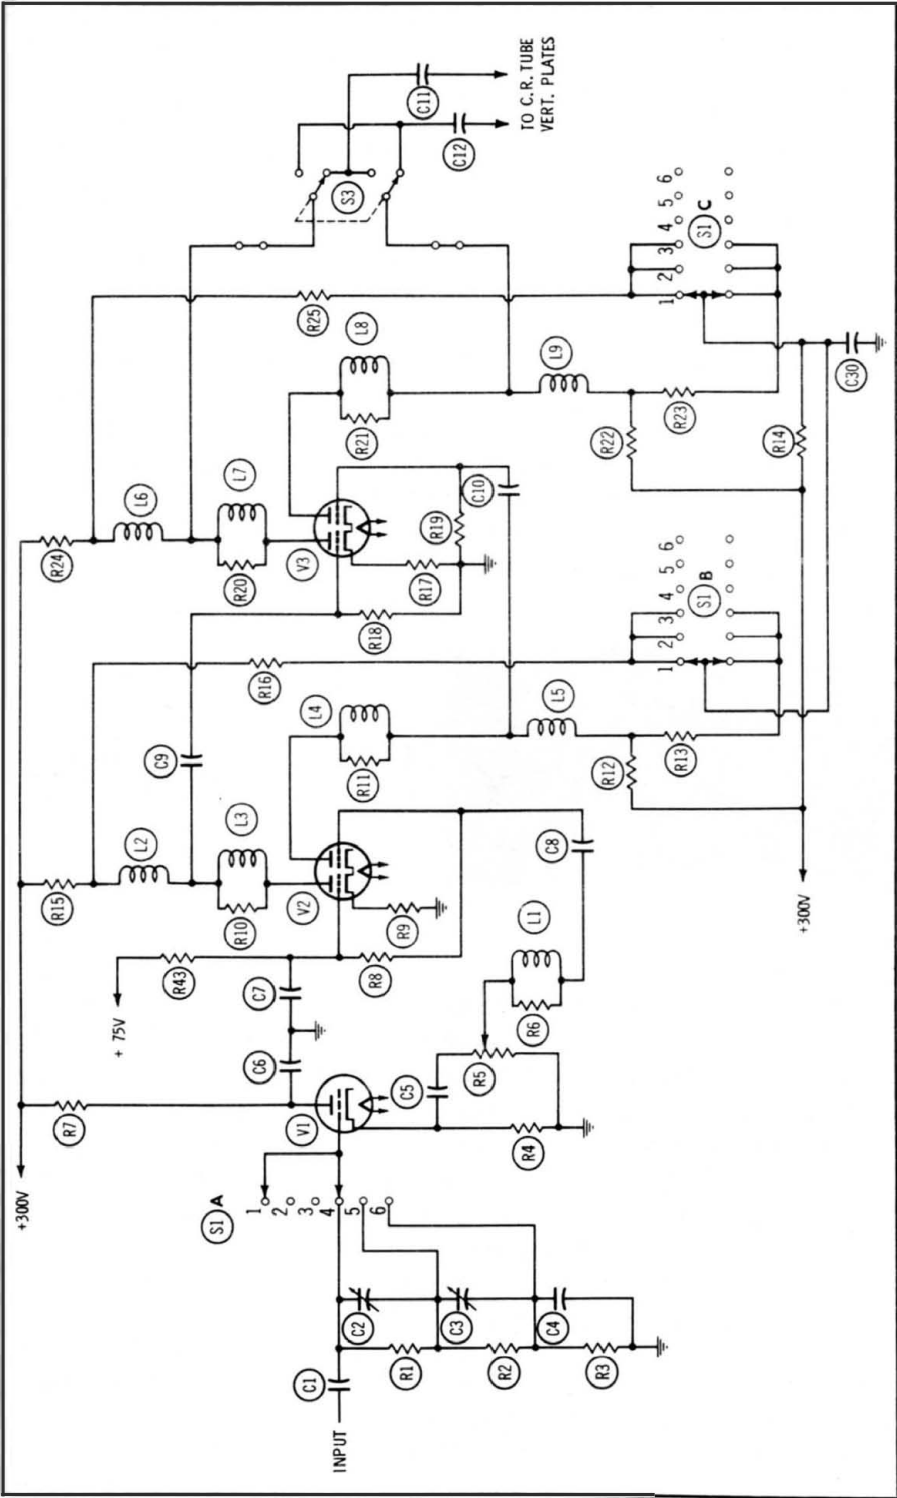 +300V
R7
R15
R24
+ 75V
R43
L2
L6
C9
R10
L3
R20
L7
S1 A
1
2
3
4
5
6
V1
C6
C7
V2
R16
V3
R25
S3
C11
C12
TO C.R. TUBE
VERT. PLATES
INPUT
C1
C2
R1
C3
R2
C4
R3
C5
R5
R4
R8
R9
L4
R11
R18
R17
R19
C10
L8
R21
R6
L1
C8
L5
R12
R13
L9
R22
R23
S1 B
1
2
3
4
5
6
S1 C
1
2
3
4
5
6
R14
C30
+300V